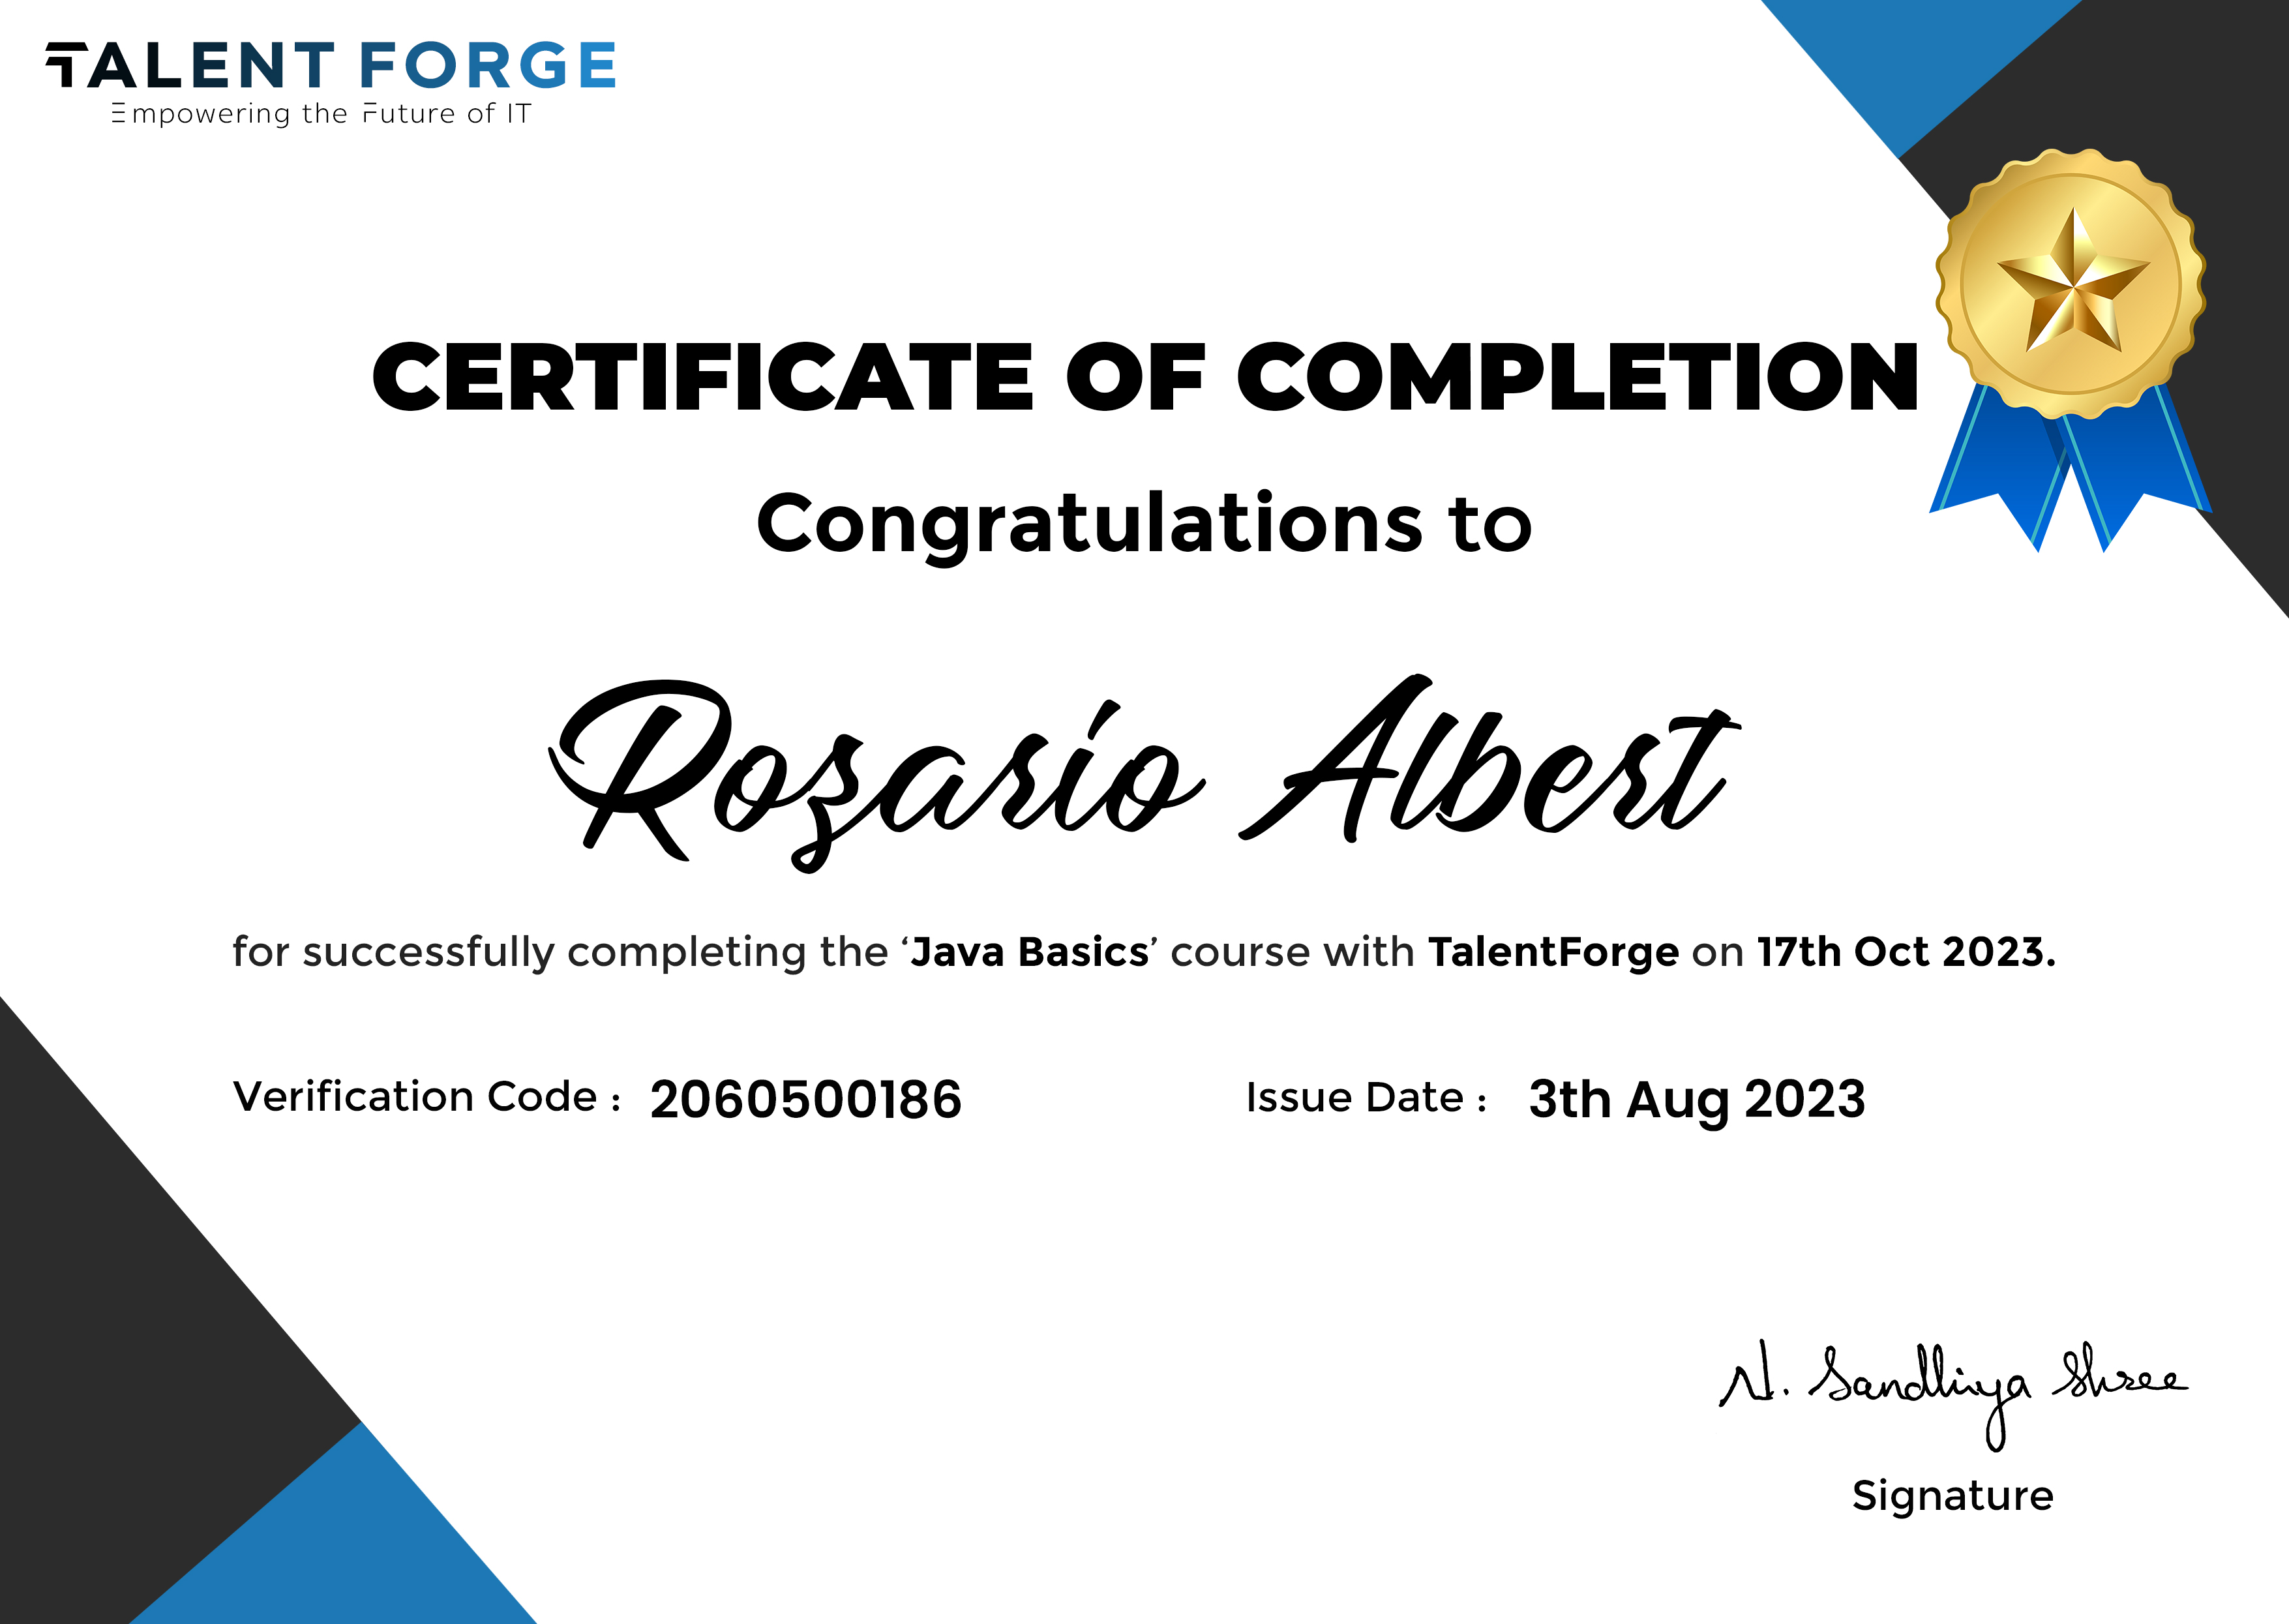 TALENT FORGE
Empowering the Future of IT
CERTIFICATE OF COMPLETION
Congratulations to
Rosario Albert
for successfully completing the ‘Java Basics’ course with TalentForge on 17th Oct 2023.
Verification Code : 2060500186 Issue Date : 3th Aug 2023
N. Sandhiya Shree
Signature